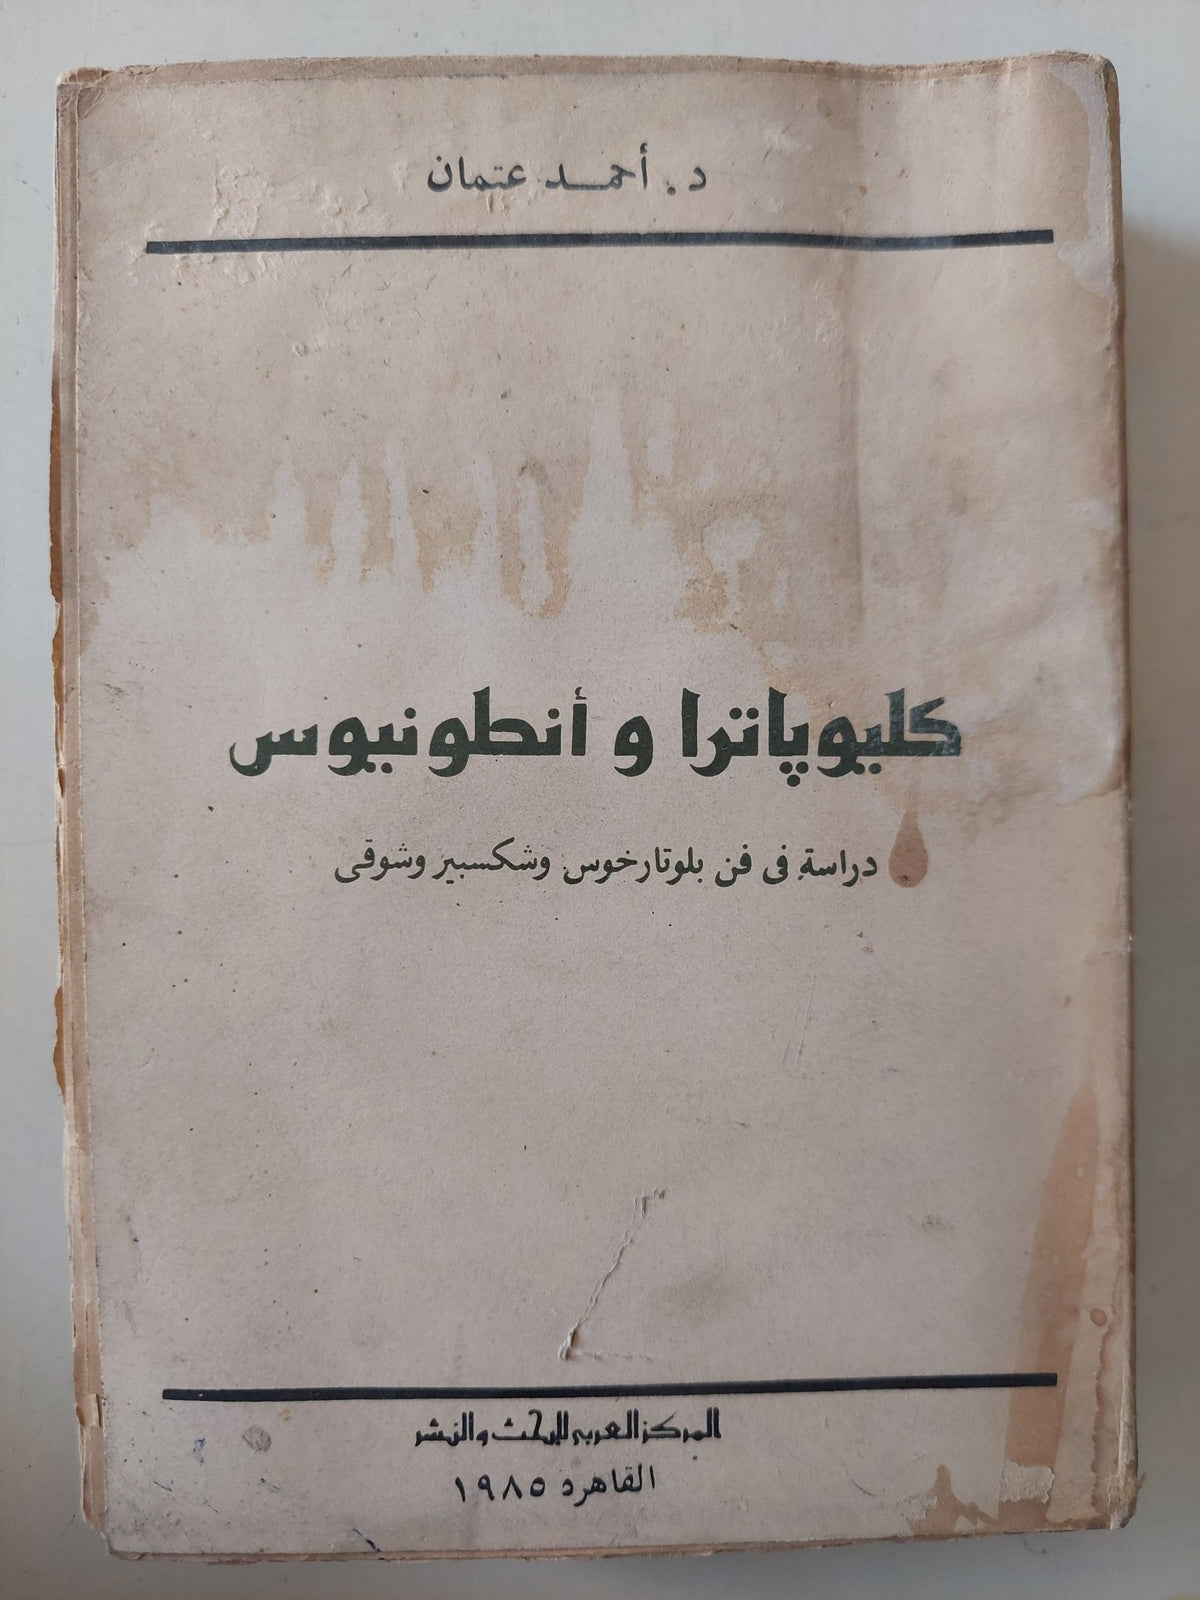 د. أحمد عتمان
كليوپاترا و أنطونيوس
دراسة فى فن بلوتارخوس وشكسبير وشوقى
المركز العربى للبحث والنشر
القاهرة ١٩٨٥